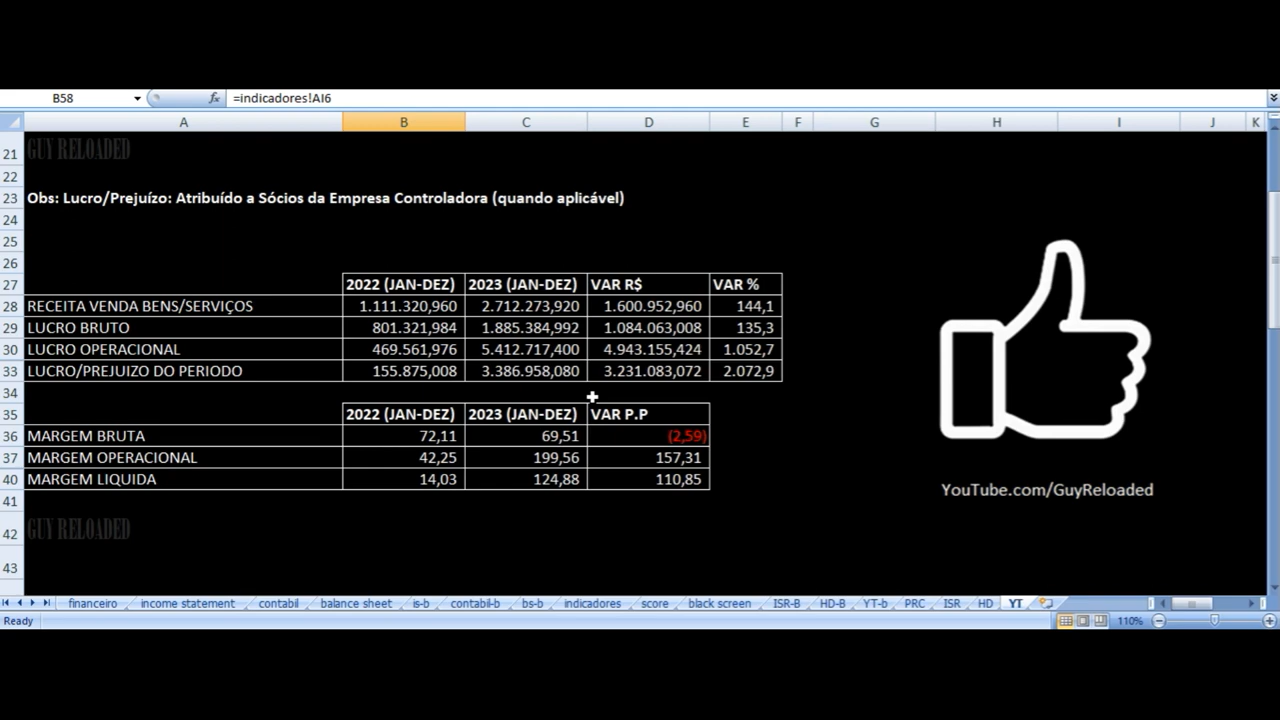 B58 fx =indicadores!AI6
A B C D E F G H I J K
21 GUY RELOADED
22
23 Obs: Lucro/Prejuízo: Atribuído a Sócios da Empresa Controladora (quando aplicável)
24
25
26
27 2022 (JAN-DEZ) 2023 (JAN-DEZ) VAR R$ VAR %
28 RECEITA VENDA BENS/SERVIÇOS 1.111.320,960 2.712.273,920 1.600.952,960 144,1
29 LUCRO BRUTO 801.321,984 1.885.384,992 1.084.063,008 135,3
30 LUCRO OPERACIONAL 469.561,976 5.412.717,400 4.943.155,424 1.052,7
33 LUCRO/PREJUIZO DO PERIODO 155.875,008 3.386.958,080 3.231.083,072 2.072,9
34
35 2022 (JAN-DEZ) 2023 (JAN-DEZ) VAR P.P
36 MARGEM BRUTA 72,11 69,51 (2,59)
37 MARGEM OPERACIONAL 42,25 199,56 157,31
40 MARGEM LIQUIDA 14,03 124,88 110,85
YouTube.com/GuyReloaded
41
42 GUY RELOADED
43
financeiro income statement contabil balance sheet is-b contabil-b bs-b indicadores score black screen ISR-B HD-B YT-b PRC ISR HD YT
Ready 110%